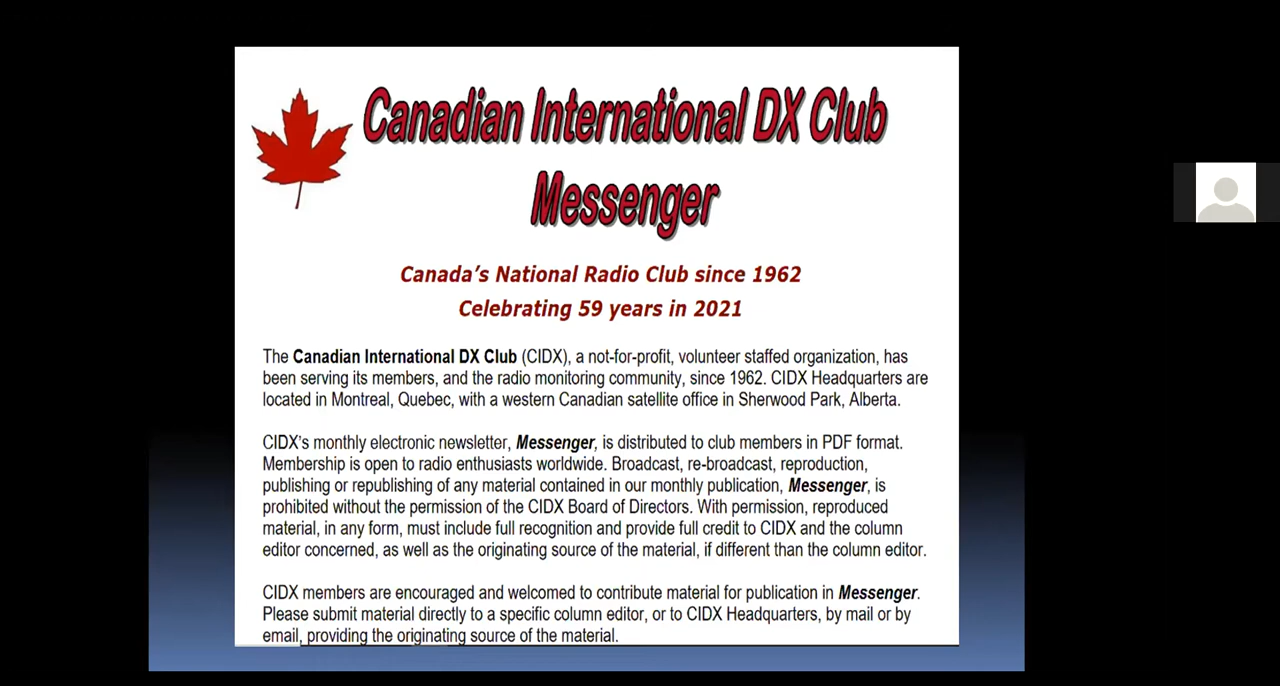 Canadian International DX Club
Messenger
Canada's National Radio Club since 1962
Celebrating 59 years in 2021
The Canadian International DX Club (CIDX), a not-for-profit, volunteer staffed organization, has
been serving its members, and the radio monitoring community, since 1962. CIDX Headquarters are
located in Montreal, Quebec, with a western Canadian satellite office in Sherwood Park, Alberta.
CIDX's monthly electronic newsletter, Messenger, is distributed to club members in PDF format.
Membership is open to radio enthusiasts worldwide. Broadcast, re-broadcast, reproduction,
publishing or republishing of any material contained in our monthly publication, Messenger, is
prohibited without the permission of the CIDX Board of Directors. With permission, reproduced
material, in any form, must include full recognition and provide full credit to CIDX and the column
editor concerned, as well as the originating source of the material, if different than the column editor.
CIDX members are encouraged and welcomed to contribute material for publication in Messenger.
Please submit material directly to a specific column editor, or to CIDX Headquarters, by mail or by
email, providing the originating source of the material.